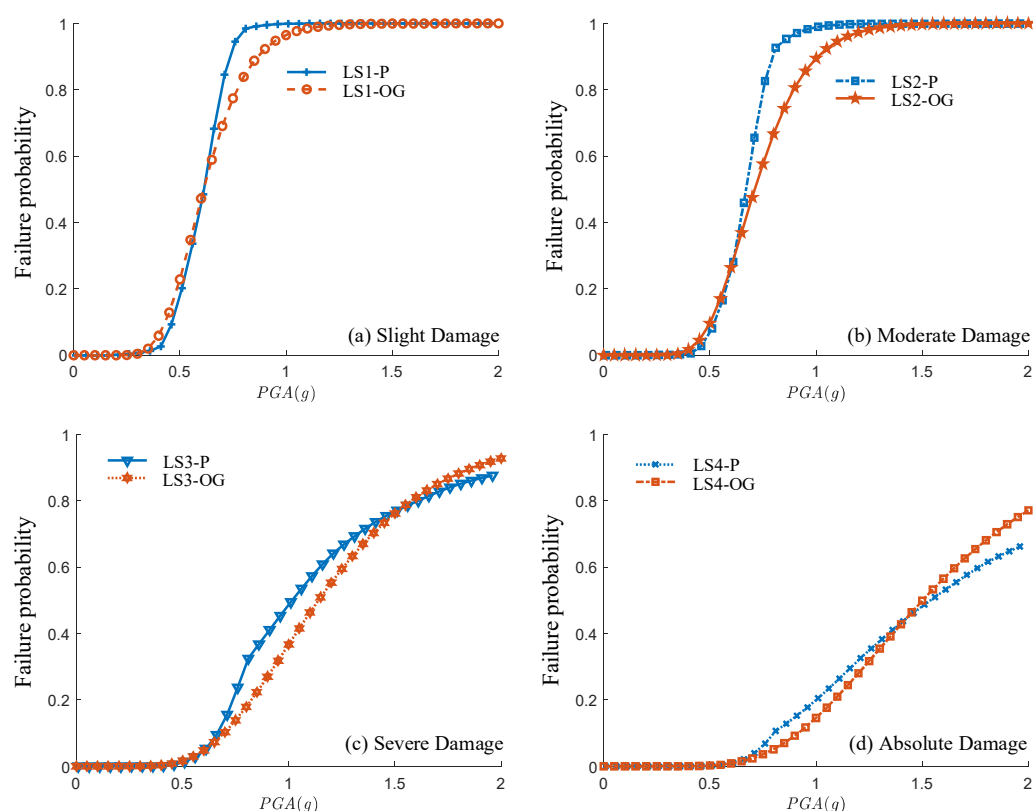 1
0.8
0.6
0.4
0.2
0
Failure probability
LS1-P
LS1-OG
(a) Slight Damage
0 0.5 1 1.5 2
PGA(g)
1
0.8
0.6
0.4
0.2
0
Failure probability
LS2-P
LS2-OG
(b) Moderate Damage
0 0.5 1 1.5 2
PGA(g)
1
0.8
0.6
0.4
0.2
0
Failure probability
LS3-P
LS3-OG
(c) Severe Damage
0 0.5 1 1.5 2
PGA(g)
1
0.8
0.6
0.4
0.2
0
Failure probability
LS4-P
LS4-OG
(d) Absolute Damage
0 0.5 1 1.5 2
PGA(g)